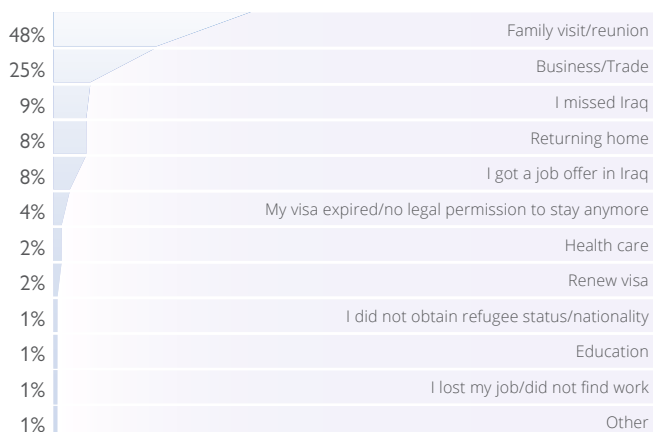 48% Family visit/reunion
25% Business/Trade
9% I missed Iraq
8% Returning home
8% I got a job offer in Iraq
4% My visa expired/no legal permission to stay anymore
2% Health care
2% Renew visa
1% I did not obtain refugee status/nationality
1% Education
1% I lost my job/did not find work
1% Other